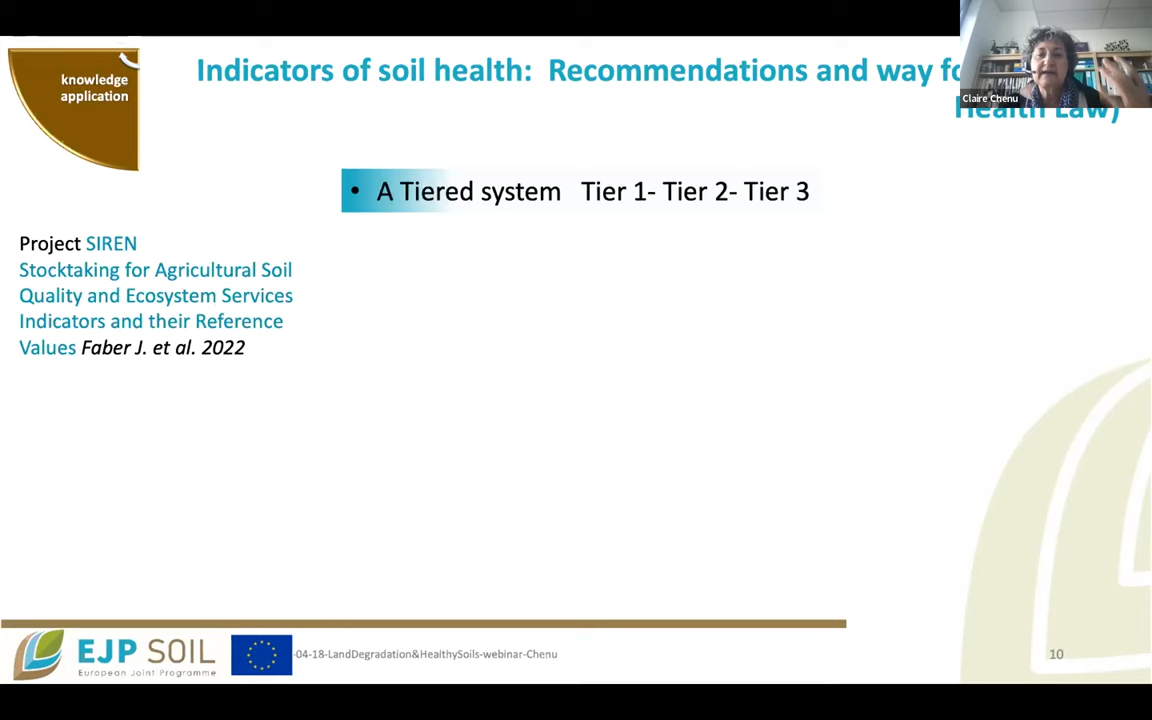 knowledge
application
Indicators of soil health: Recommendations and way
Health Law)
Claire Chenu
• A Tiered system Tier 1- Tier 2- Tier 3
Project SIREN
Stocktaking for Agricultural Soil
Quality and Ecosystem Services
Indicators and their Reference
Values Faber J. et al. 2022
EJP SOIL
European Joint Programme
-04-18-LandDegradation&HealthySoils-webinar-Chenu
10